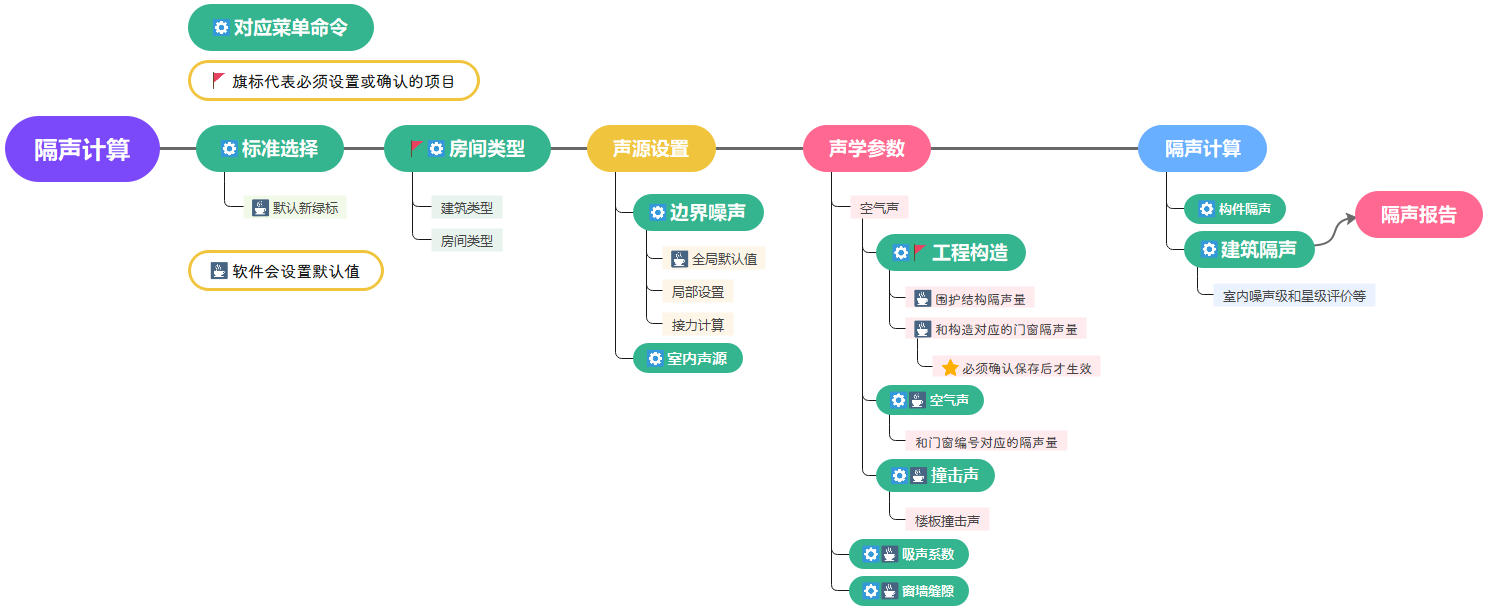 对应菜单命令
旗标代表必须设置或确认的项目
隔声计算
标准选择
默认新绿标
软件会设置默认值
房间类型
建筑类型
房间类型
声源设置
边界噪声
全局默认值
局部设置
接力计算
室内声源
声学参数
空气声
工程构造
围护结构隔声量
和构造对应的门窗隔声量
必须确认保存后才生效
空气声
和门窗编号对应的隔声量
撞击声
楼板撞击声
吸声系数
窗墙缝隙
隔声计算
构件隔声
建筑隔声
室内噪声级和星级评价等
隔声报告